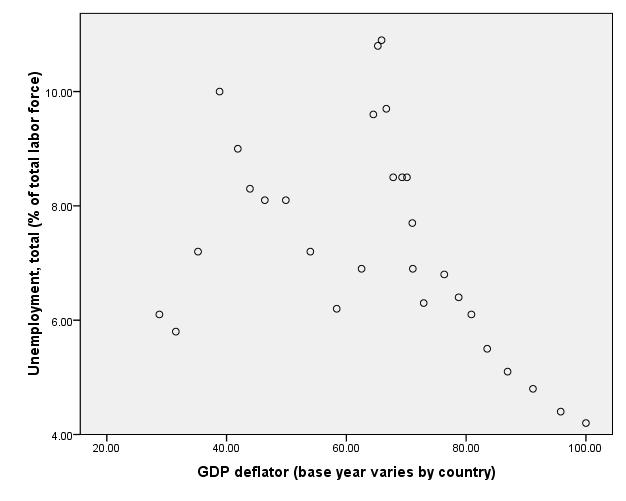 Unemployment, total (% of total labor force)
10.00
8.00
6.00
4.00
20.00 40.00 60.00 80.00 100.00
GDP deflator (base year varies by country)